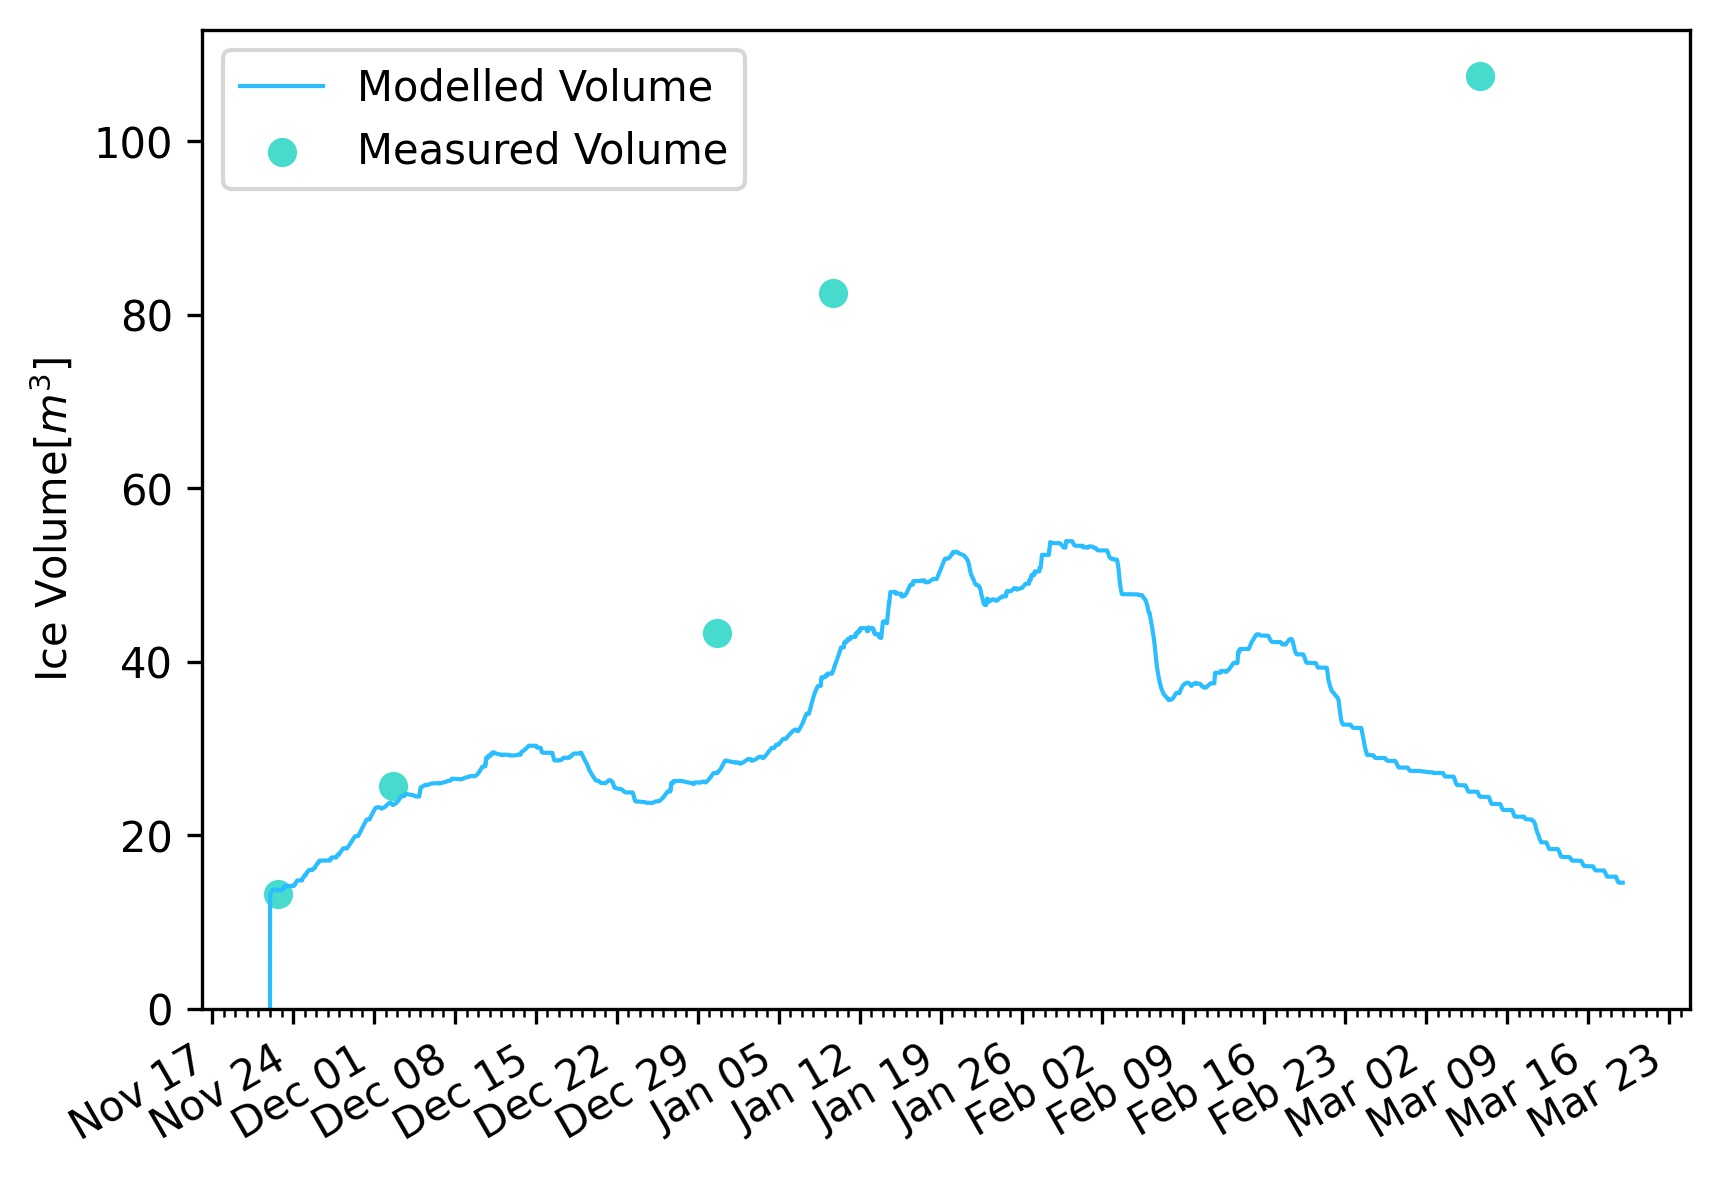 Modelled Volume
Measured Volume
Ice Volume[m³]
100
80
60
40
20
0
Nov 17
Nov 24
Dec 01
Dec 08
Dec 15
Dec 22
Dec 29
Jan 05
Jan 12
Jan 19
Jan 26
Feb 02
Feb 09
Feb 16
Feb 23
Mar 02
Mar 09
Mar 16
Mar 23